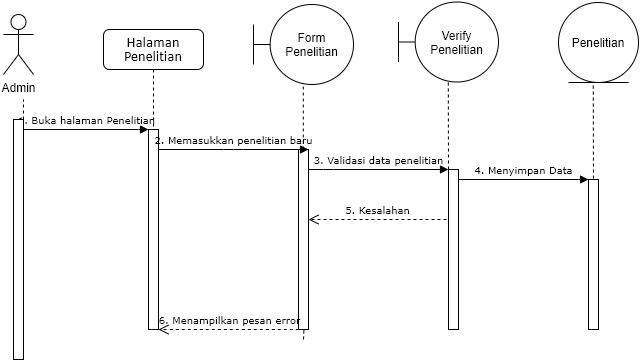 Halaman
Penelitian
Form
Penelitian
Verify
Penelitian
Penelitian
Admin
. Buka halaman Penelitian
2. Memasukkan penelitian baru
3. Validasi data penelitian
4. Menyimpan Data
5. Kesalahan
6. Menampilkan pesan error